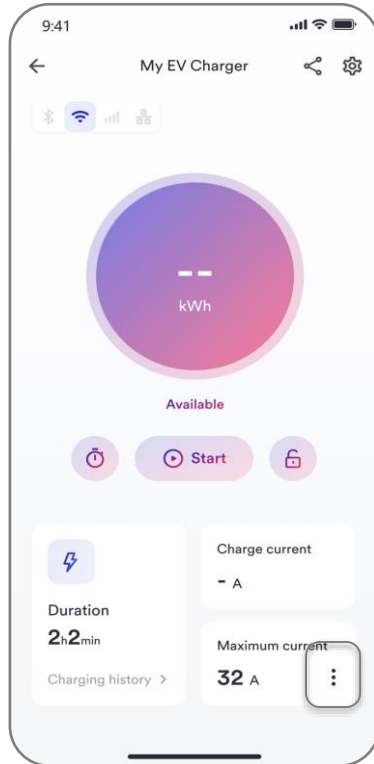 9:41
My EV Charger
--
kWh
Available
Start
Duration
2h2min
Charging history >
Charge current
- A
Maximum current
32 A